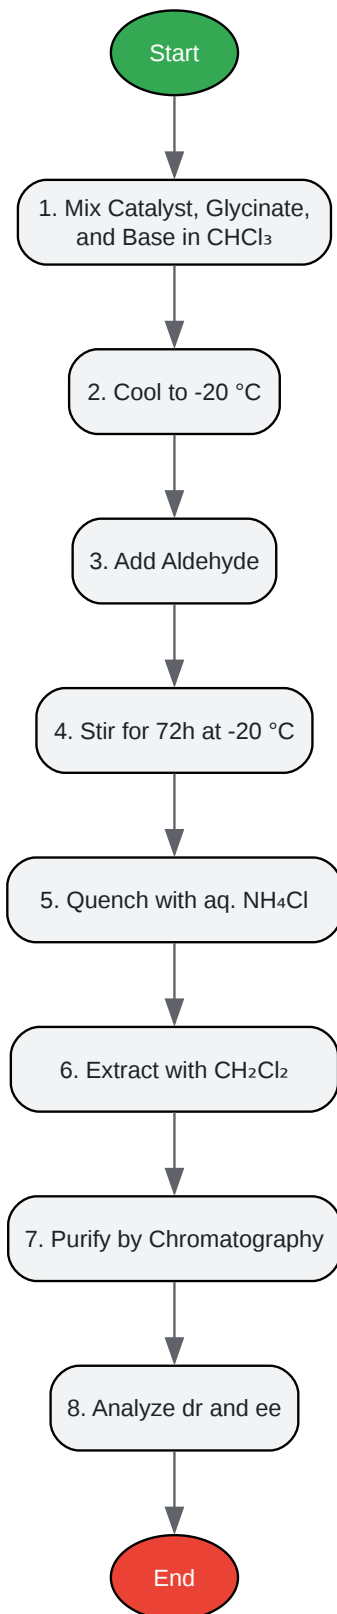 Start
1. Mix Catalyst, Glycinate,
and Base in CHCl₃
2. Cool to -20 °C
3. Add Aldehyde
4. Stir for 72h at -20 °C
5. Quench with aq. NH₄Cl
6. Extract with CH₂Cl₂
7. Purify by Chromatography
8. Analyze dr and ee
End